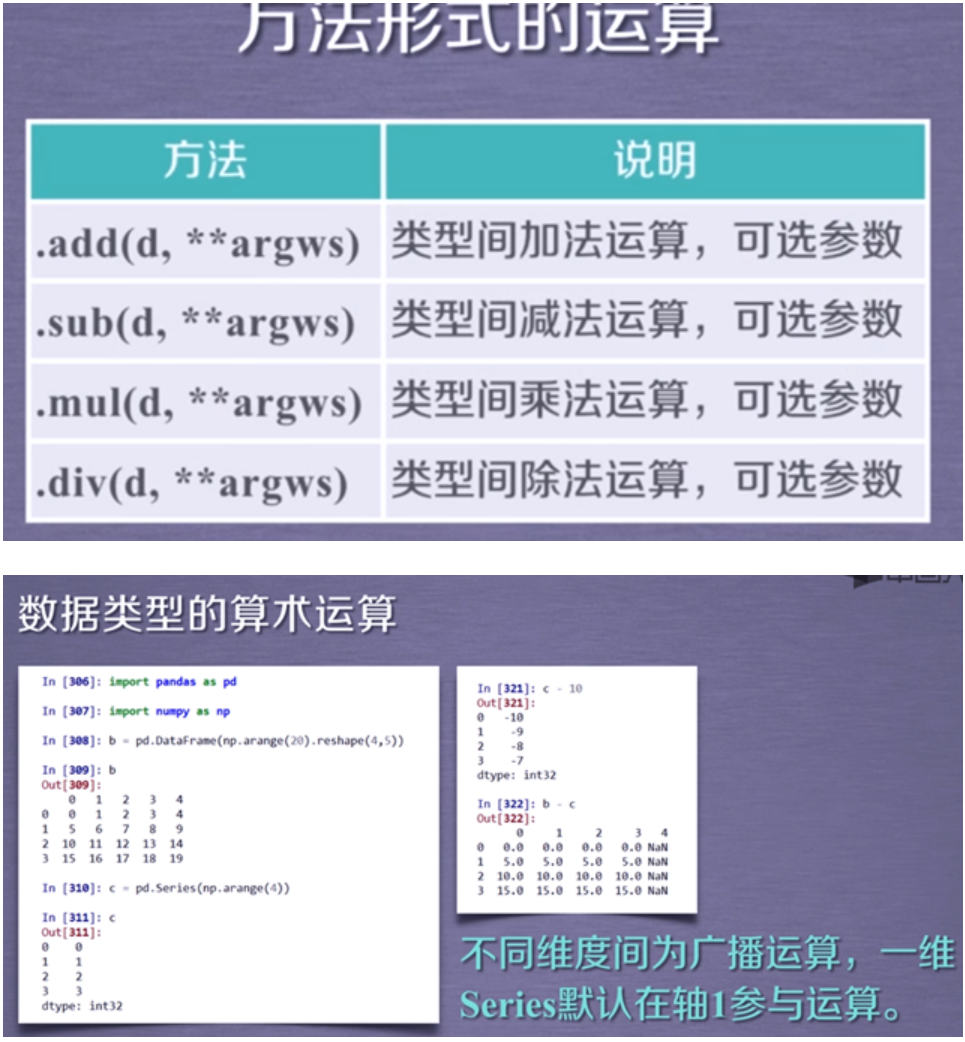 方法形式的运算
方法 说明
.add(d, **argws) 类型间加法运算，可选参数
.sub(d, **argws) 类型间减法运算，可选参数
.mul(d, **argws) 类型间乘法运算，可选参数
.div(d, **argws) 类型间除法运算，可选参数
数据类型的算术运算
In [306]: import pandas as pd
In [307]: import numpy as np
In [308]: b = pd.DataFrame(np.arange(20).reshape(4,5))
In [309]: b
Out[309]:
0 1 2 3 4
0 0 1 2 3 4
1 5 6 7 8 9
2 10 11 12 13 14
3 15 16 17 18 19
In [310]: c = pd.Series(np.arange(4))
In [311]: c
Out[311]:
0 0
1 1
2 2
3 3
dtype: int32
In [321]: c - 10
Out[321]:
0 -10
1 -9
2 -8
3 -7
dtype: int32
In [322]: b - c
Out[322]:
0 1 2 3 4
0 0.0 0.0 0.0 0.0 NaN
1 5.0 5.0 5.0 5.0 NaN
2 10.0 10.0 10.0 10.0 NaN
3 15.0 15.0 15.0 15.0 NaN
不同维度间为广播运算，一维
Series默认在轴1参与运算。